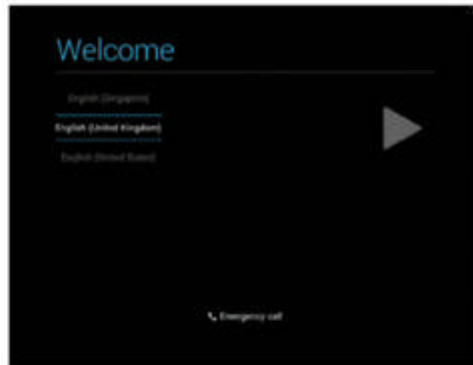 Welcome
English (Singapore)
English (United Kingdom)
English (United States)
Emergency call